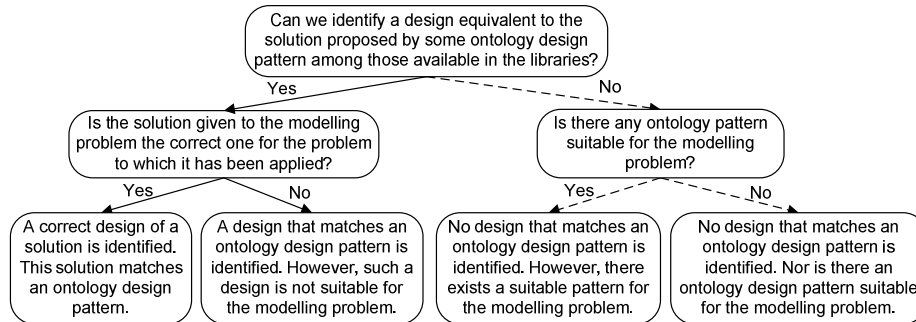 Can we identify a design equivalent to the
solution proposed by some ontology design
pattern among those available in the libraries?
Yes
No
Is the solution given to the modelling
problem the correct one for the problem
to which it has been applied?
Is there any ontology pattern
suitable for the modelling
problem?
Yes
No
Yes
No
A correct design of
a solution is identified.
This solution matches
an ontology design
pattern.
A design that matches an
ontology design pattern is
identified. However, such a
design is not suitable for
the modelling problem.
No design that matches an
ontology design pattern is
identified. However, there
exists a suitable pattern for
the modelling problem.
No design that matches an
ontology design pattern is
identified. Nor is there an
ontology design pattern suitable
for the modelling problem.